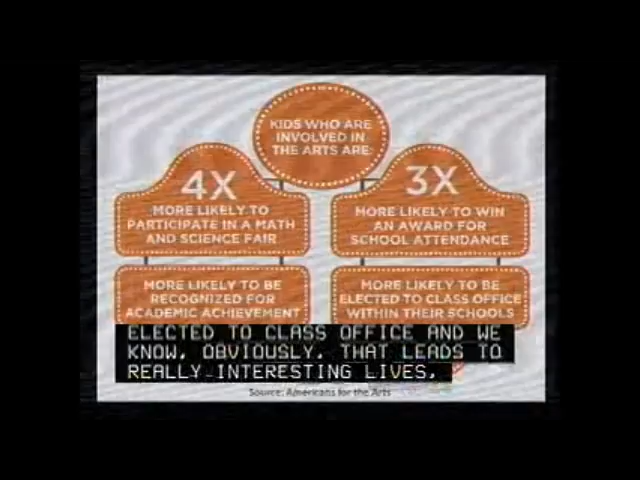 KIDS WHO ARE
INVOLVED IN
THE ARTS ARE:
4X
MORE LIKELY TO
PARTICIPATE IN A MATH
AND SCIENCE FAIR
3X
MORE LIKELY TO WIN
AN AWARD FOR
SCHOOL ATTENDANCE
MORE LIKELY TO BE
RECOGNIZED FOR
ACADEMIC ACHIEVEMENT
MORE LIKELY TO BE
ELECTED TO CLASS OFFICE
WITHIN THEIR SCHOOLS
ELECTED TO CLASS OFFICE AND WE
KNOW, OBVIOUSLY, THAT LEADS TO
REALLY INTERESTING LIVES.
Source: Americans for the Arts